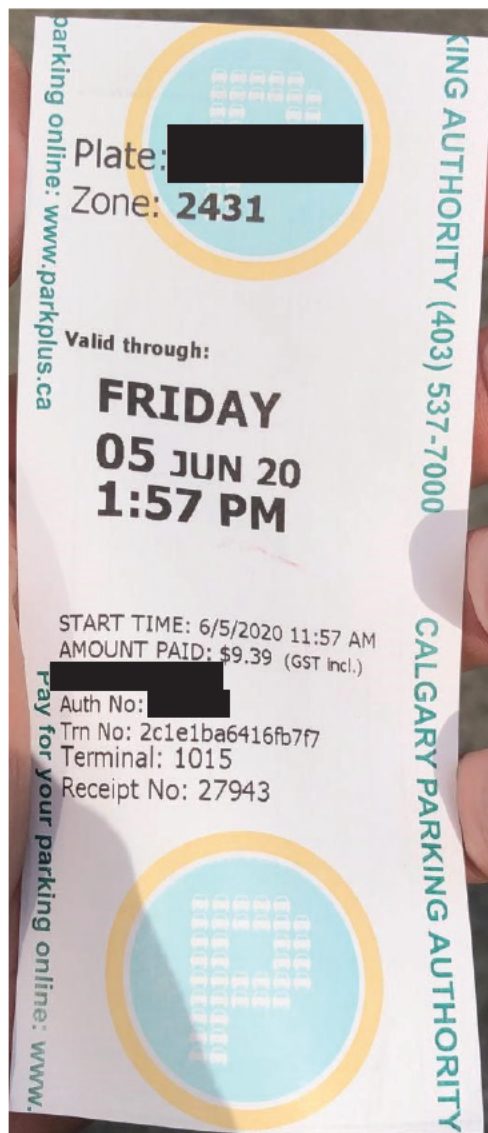 Plate:
Zone: 2431
Valid through:
FRIDAY
05 JUN 20
1:57 PM
START TIME: 6/5/2020 11:57 AM
AMOUNT PAID: $9.39 (GST Incl.)
Auth No:
Trn No: 2c1e1ba6416fb7f7
Terminal: 1015
Receipt No: 27943
parking online: www.parkplus.ca
Pay for your parking online: www.
KING AUTHORITY (403) 537-7000
CALGARY PARKING AUTHORITY